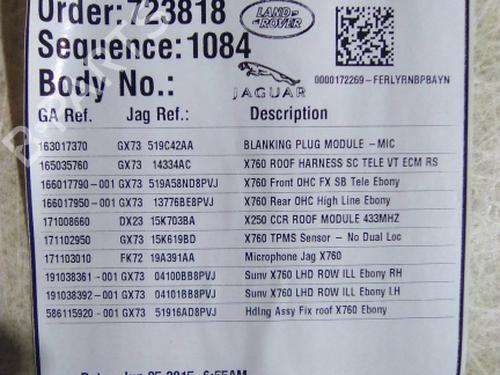 Order:723818
LAND-
ROVER
Sequence:1084
Body No.:
JAGUAR
0000172269-FERLYRNBPBAYN
GA Ref. Jag Ref.: Description
163017370 GX73 519C42AA BLANKING PLUG MODULE -MIC
165035760 GX73 14334AC X760 ROOF HARNESS SC TELE VT ECM RS
166017790-001 GX73 519A58ND8PVJ X760 Front OHC FX SB Tele Ebony
166017950-001 GX73 13776BE8PVJ X760 Rear OHC High Line Ebony
171008660 DX23 15K703BA X250 CCR ROOF MODULE 433MHZ
171102950 GX73 15K619BD X760 TPMS Sensor - No Dual Loc
171103010 FK72 19A391AA Microphone Jag X760
191038361-001 GX73 04100BB8PVJ Sunv X760 LHD ROW ILL Ebony RH
191038392-001 GX73 04101BB8PVJ Sunv X760 LHD ROW ILL Ebony LH
586115920-001 GX73 51916AD8PVJ Hdlng Assy Fix roof X760 Ebony
B-PARTS